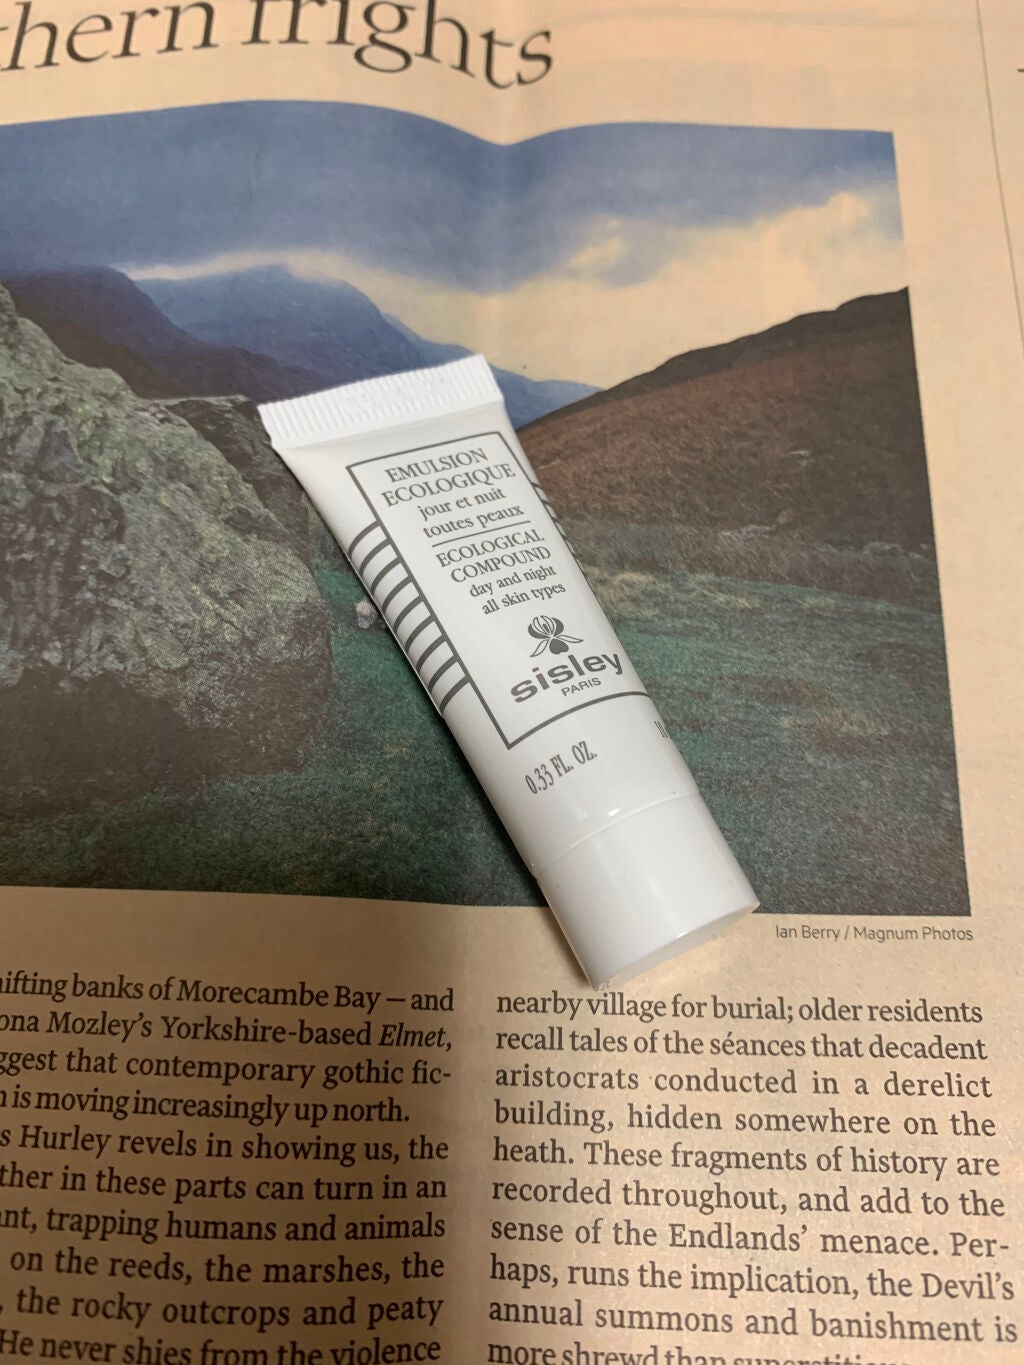 thern frights
EMULSION
ECOLOGIQUE
jour et nuit
toutes peaux
ECOLOGICAL
COMPOUND
day and night
all skin types
sisley
PARIS
0.33 FL. OZ.
Ian Berry / Magnum Photos
banks of Morecambe Bay – and
Mozley's Yorkshire-based Elmet,
that contemporary gothic fic-
is moving increasingly up north.
Hurley revels in showing us, the
in these parts can turn in an
trapping humans and animals
on the reeds, the marshes, the
, the rocky outcrops and peaty
He never shies from the violence
nearby village for burial; older residents
recall tales of the séances that decadent
aristocrats conducted in a derelict
building, hidden somewhere on the
heath. These fragments of history are
recorded throughout, and add to the
sense of the Endlands' menace. Per-
haps, runs the implication, the Devil's
annual summons and banishment is
more shrewd than